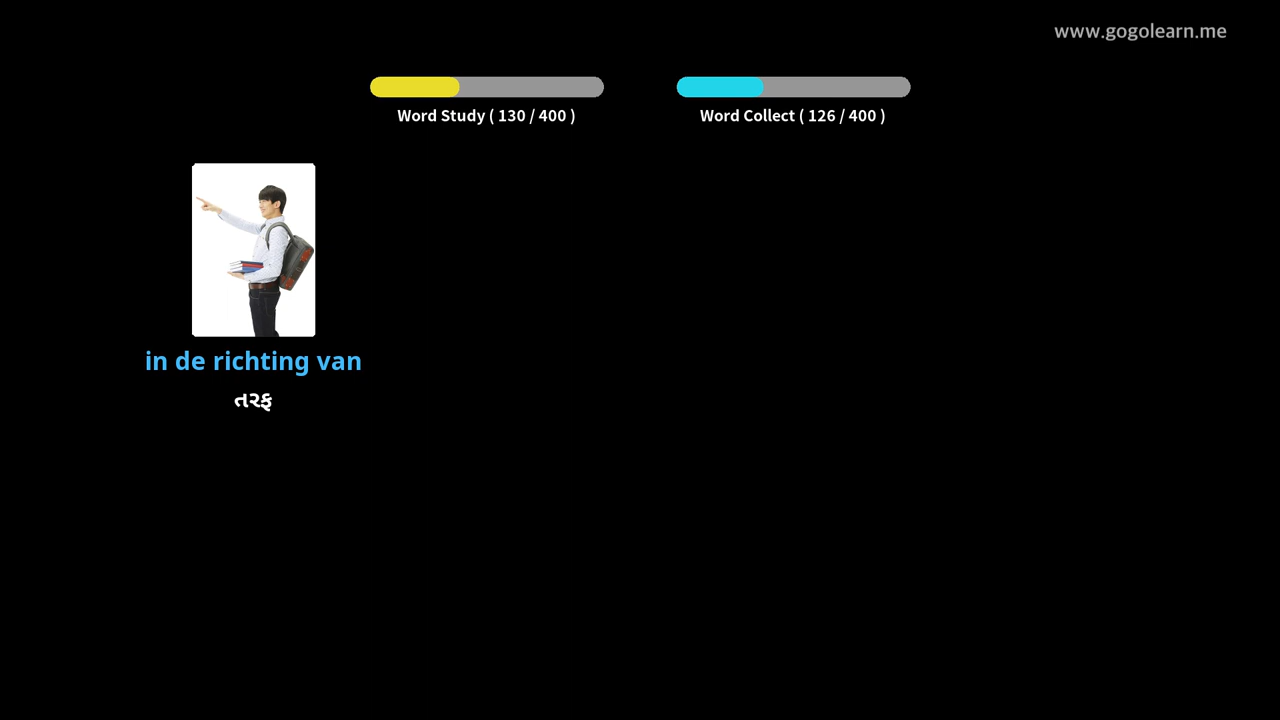 www.gogolearn.me
Word Study ( 130 / 400 )
Word Collect ( 126 / 400 )
in de richting van
તરફ